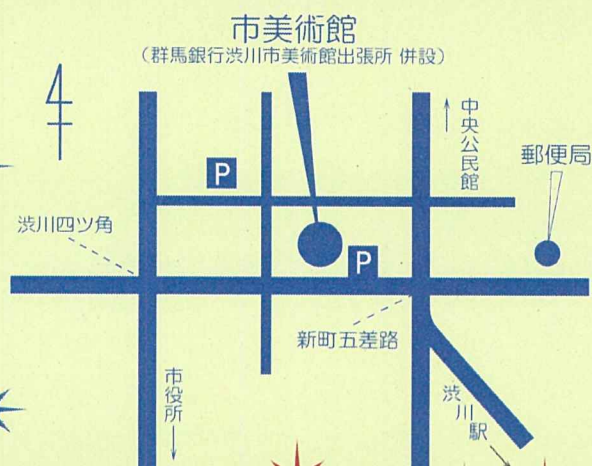 市美術館
（群馬銀行渋川市美術館出張所 併設）
中央公民館
郵便局
P
渋川四ツ角
P
新町五差路
市役所
渋川駅